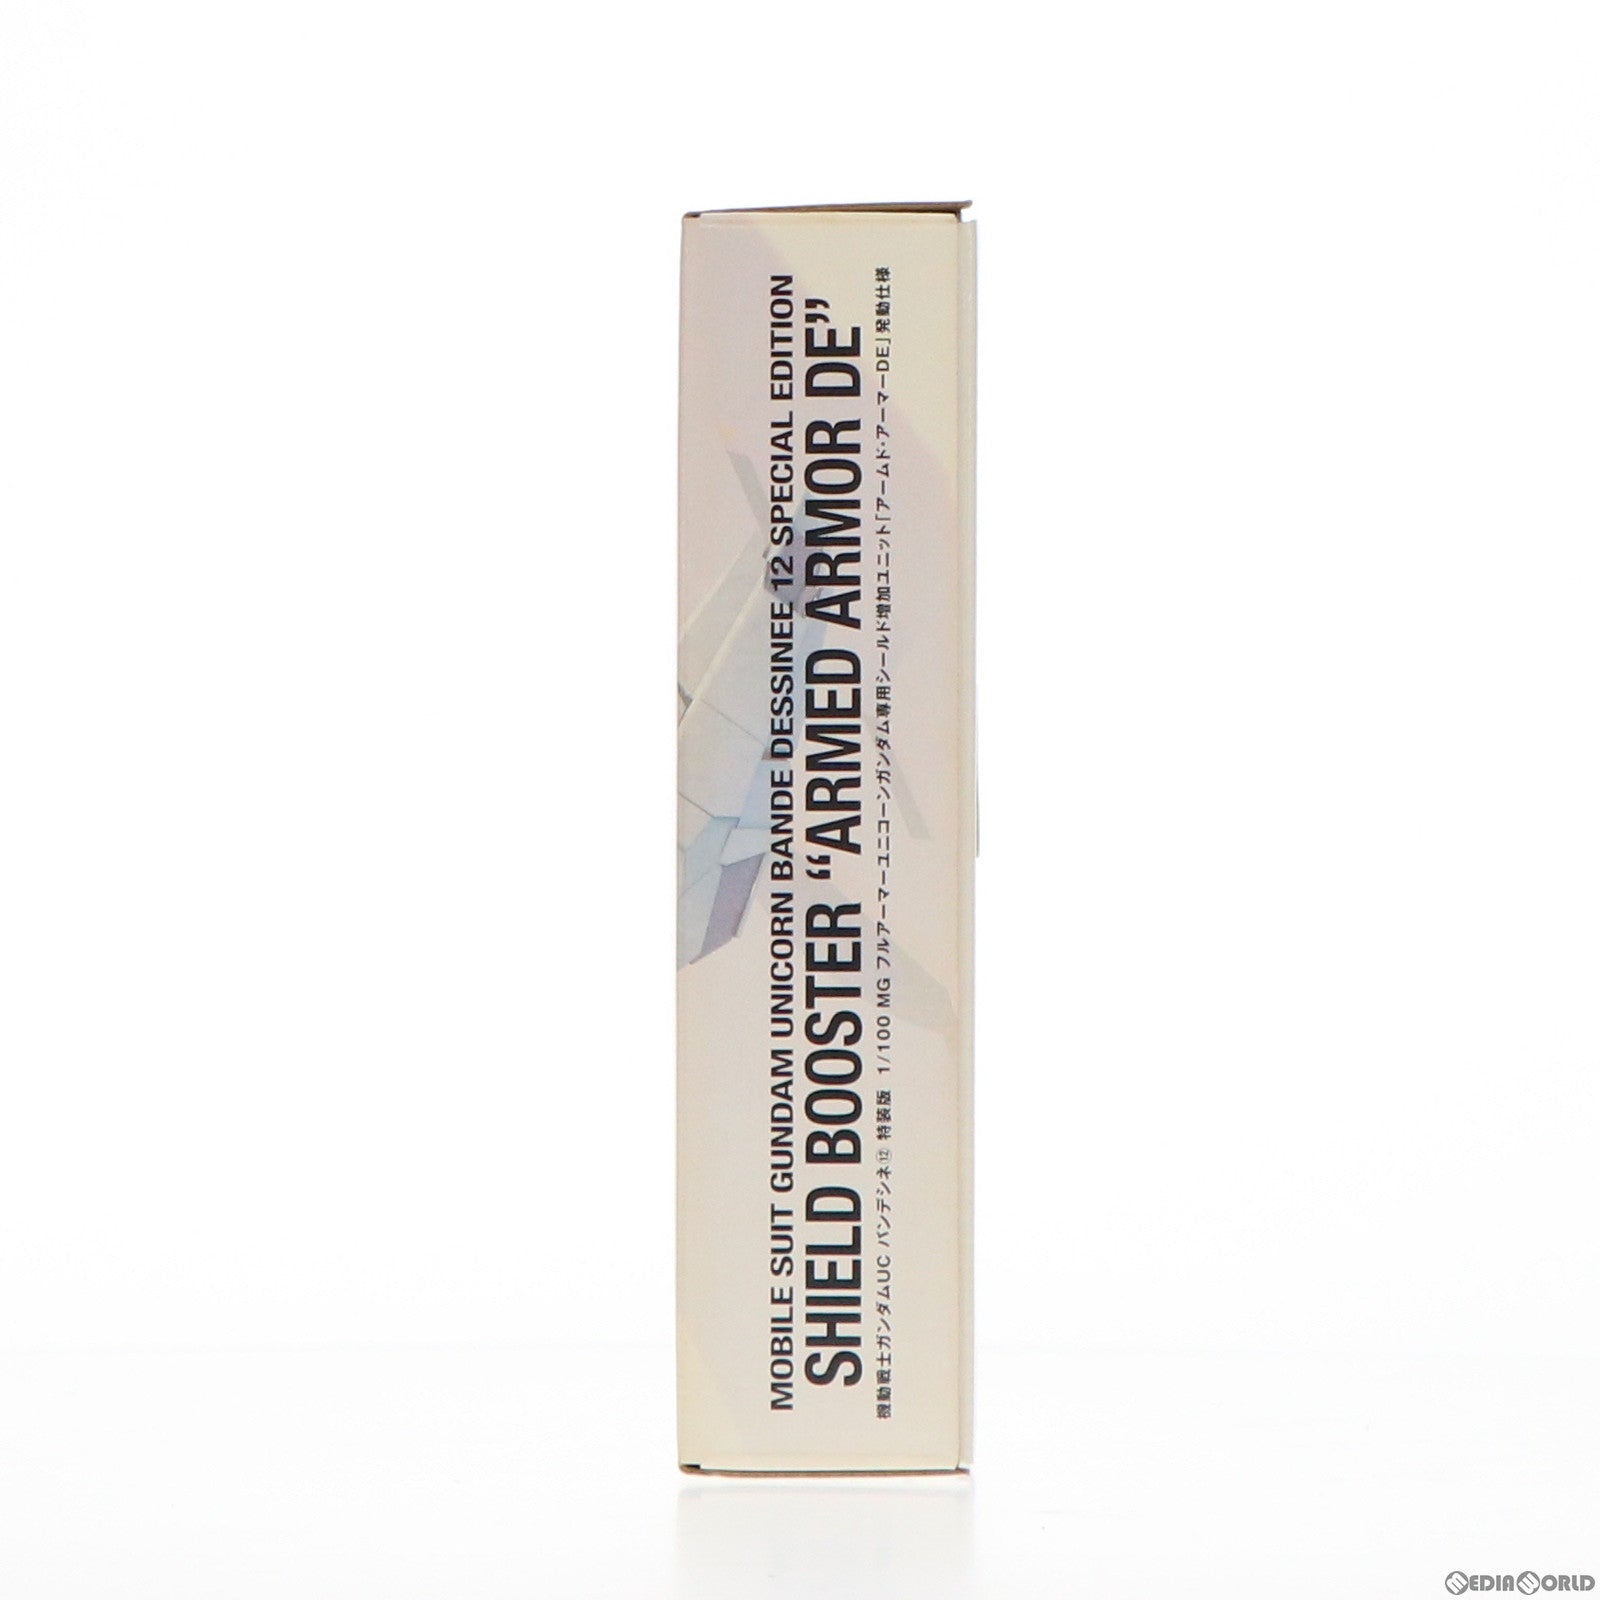 MOBILE SUIT GUNDAM UNICORN BANDE DESSINEE 12 SPECIAL EDITION
SHIELD BOOSTER “ARMED ARMOR DE”
機動戦士ガンダムUC バンデシネ⑫ 特装版 1/100 MG フルアーマーユニコーンガンダム専用シールド増加ユニット「アームド・アーマーDE」発動仕様
MEDIAWORLD